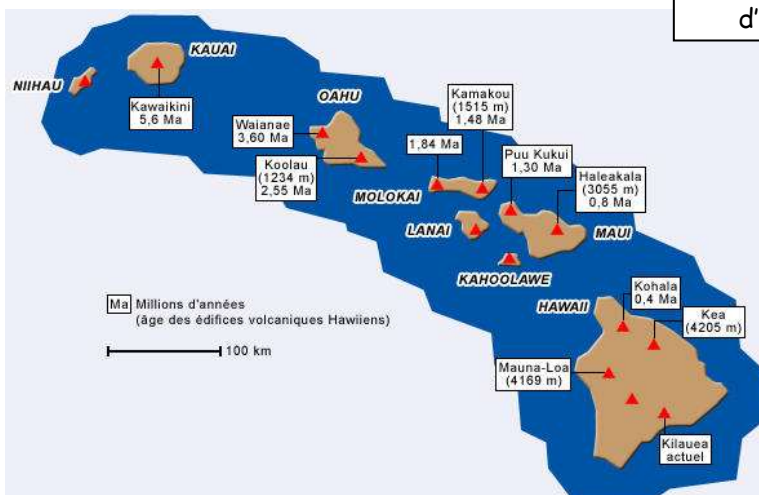 d'
KAUAI
NIIHAU
Kawaikini
5,6 Ma
OAHU
Waianae
3,60 Ma
Koolau
(1234 m)
2,55 Ma
Kamakou
(1515 m)
1,48 Ma
1,84 Ma
MOLOKAI
Puu Kukui
1,30 Ma
Haleakala
(3055 m)
0,8 Ma
LANAI
MAUI
KAHOOLAWE
HAWAII
Kohala
0,4 Ma
Kea
(4205 m)
Mauna-Loa
(4169 m)
Kilauea
actuel
Ma Millions d'années
(âge des édifices volcaniques Hawiiens)
100 km